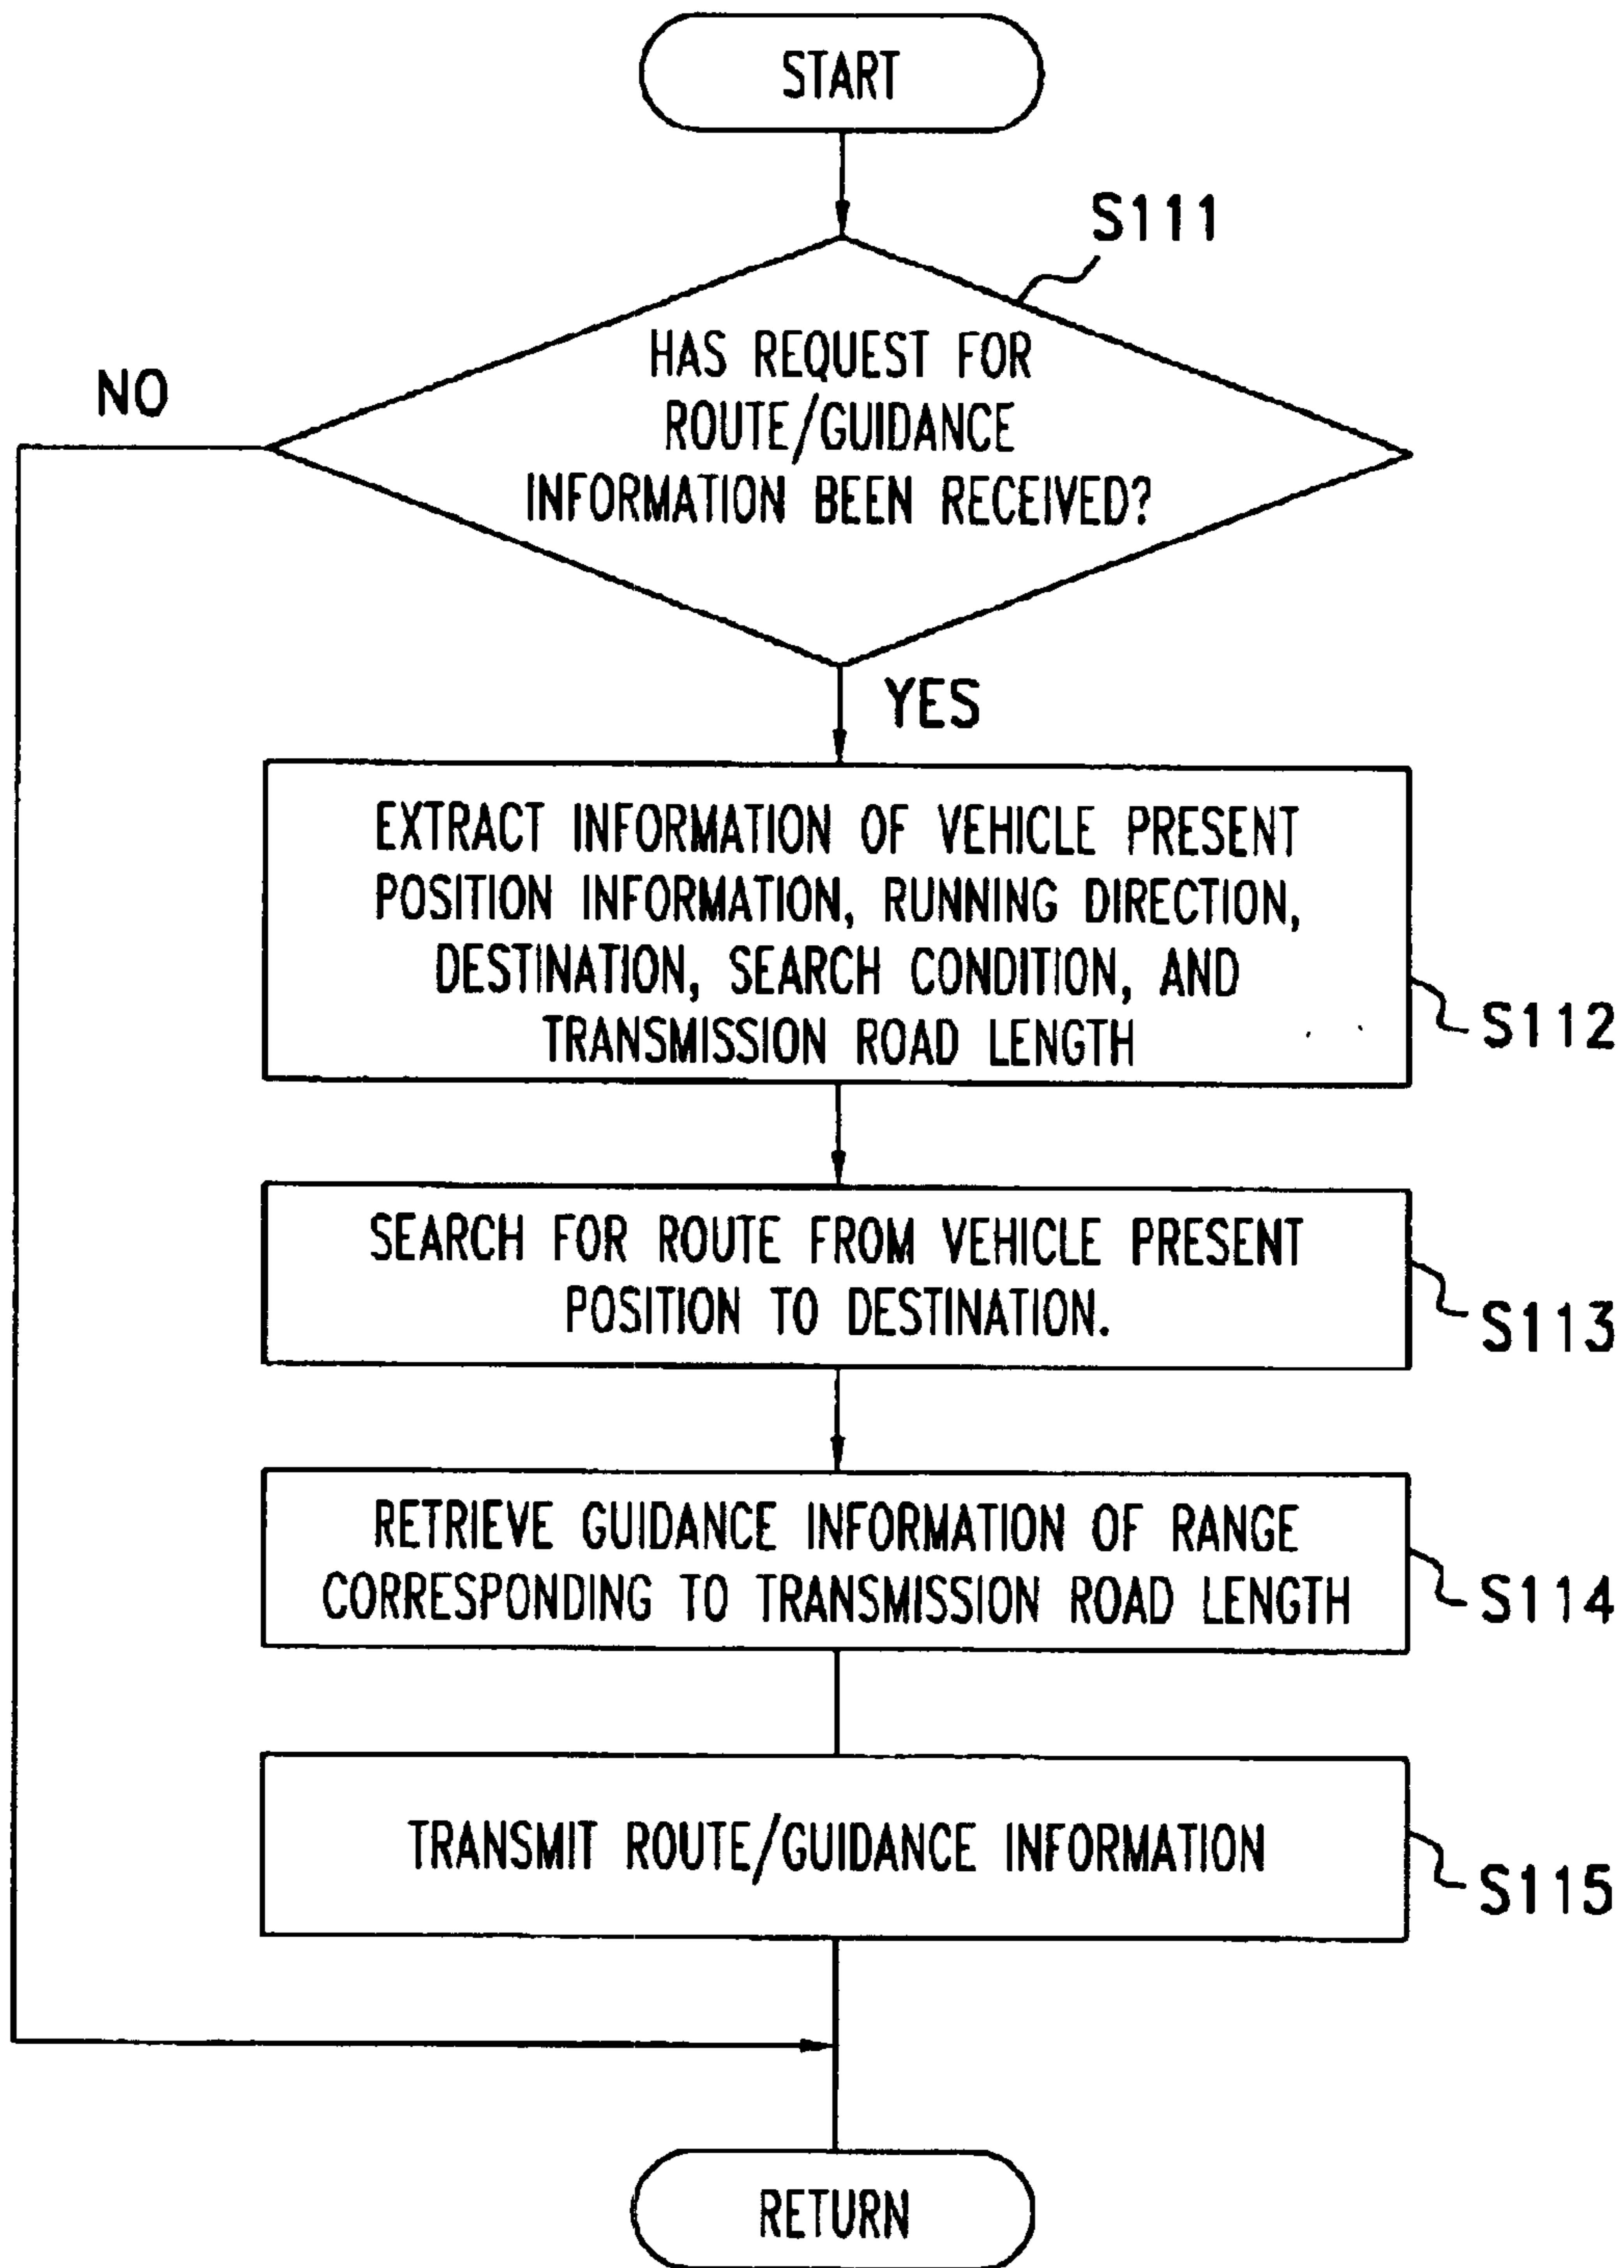 START
S111
HAS REQUEST FOR
ROUTE/GUIDANCE
INFORMATION BEEN RECEIVED?
NO
YES
EXTRACT INFORMATION OF VEHICLE PRESENT
POSITION INFORMATION, RUNNING DIRECTION,
DESTINATION, SEARCH CONDITION, AND
TRANSMISSION ROAD LENGTH
S112
SEARCH FOR ROUTE FROM VEHICLE PRESENT
POSITION TO DESTINATION.
S113
RETRIEVE GUIDANCE INFORMATION OF RANGE
CORRESPONDING TO TRANSMISSION ROAD LENGTH
S114
TRANSMIT ROUTE/GUIDANCE INFORMATION
S115
RETURN